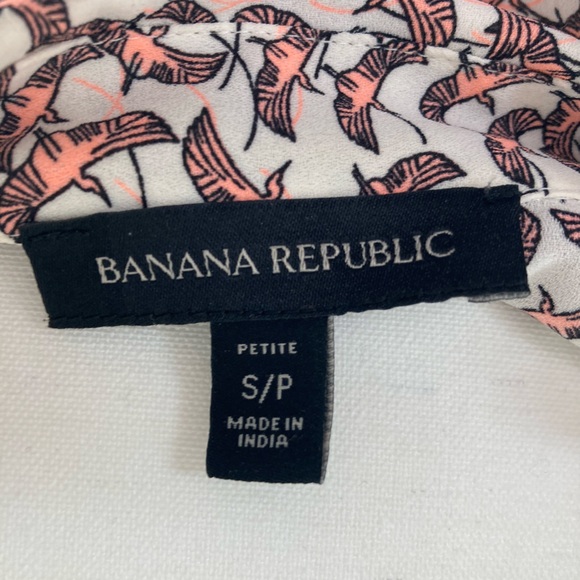 BANANA REPUBLIC
PETITE
S/P
MADE IN
INDIA